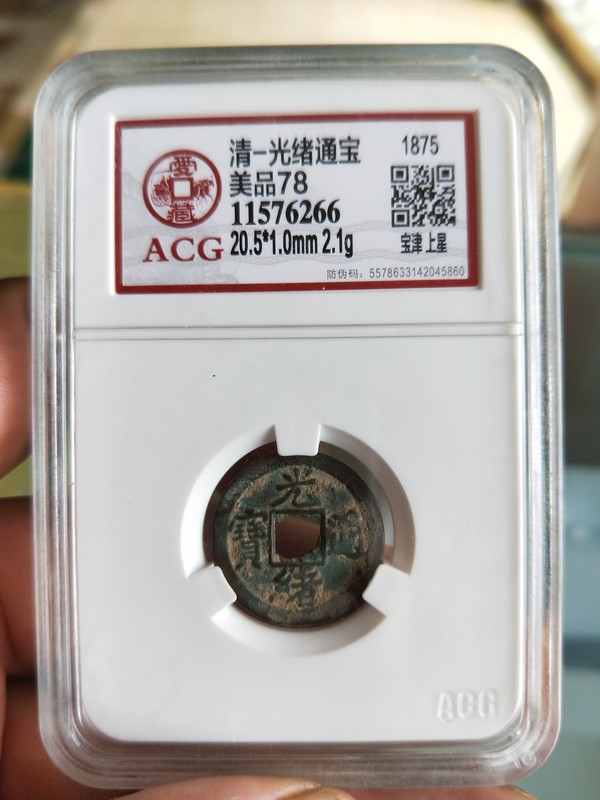 清-光绪通宝
1875
美品78
11576266
ACG
20.5*1.0mm 2.1g
宝津 上星
防伪码：5578633142045860
光
寶 通
緒
ACG